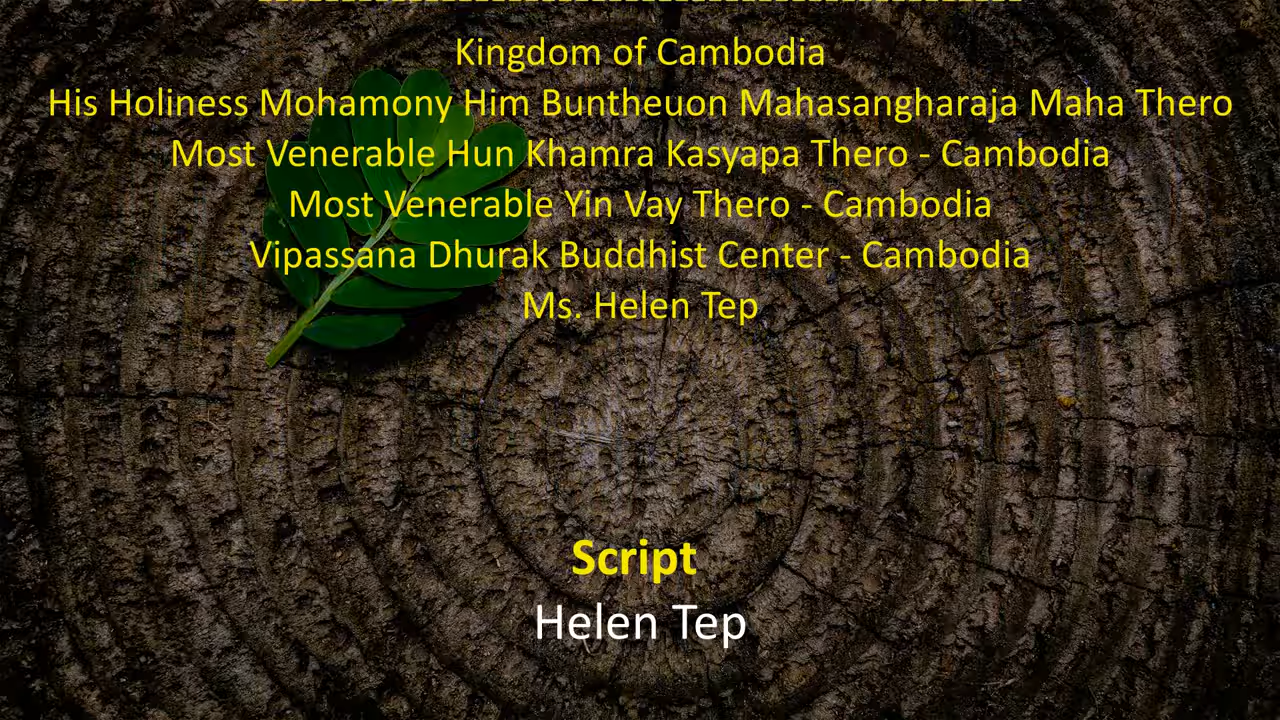 Kingdom of Cambodia
His Holiness Mohamony Him Buntheuon Mahasangharaja Maha Thero
Most Venerable Hun Khamra Kasyapa Thero - Cambodia
Most Venerable Yin Vay Thero - Cambodia
Vipassana Dhurak Buddhist Center - Cambodia
Ms. Helen Tep
Script
Helen Tep